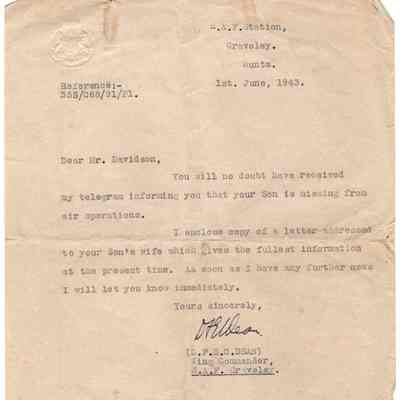 R.A.F. Station,
Graveley,
Hunts.
Reference:-
35S/C68/91/P1.
1st. June, 1943.
Dear Mr. Davidson,
You will no doubt have received
my telegram informing you that your Son is missing from
air operations.
I enclose copy of a letter addressed
to your Son's wife which gives the fullest information
at the present time. As soon as I have any further news
I will let you know immediately.
Yours sincerely,
(D.F.E.C.DEAN)
Wing Commander,
R.A.F. Graveley.